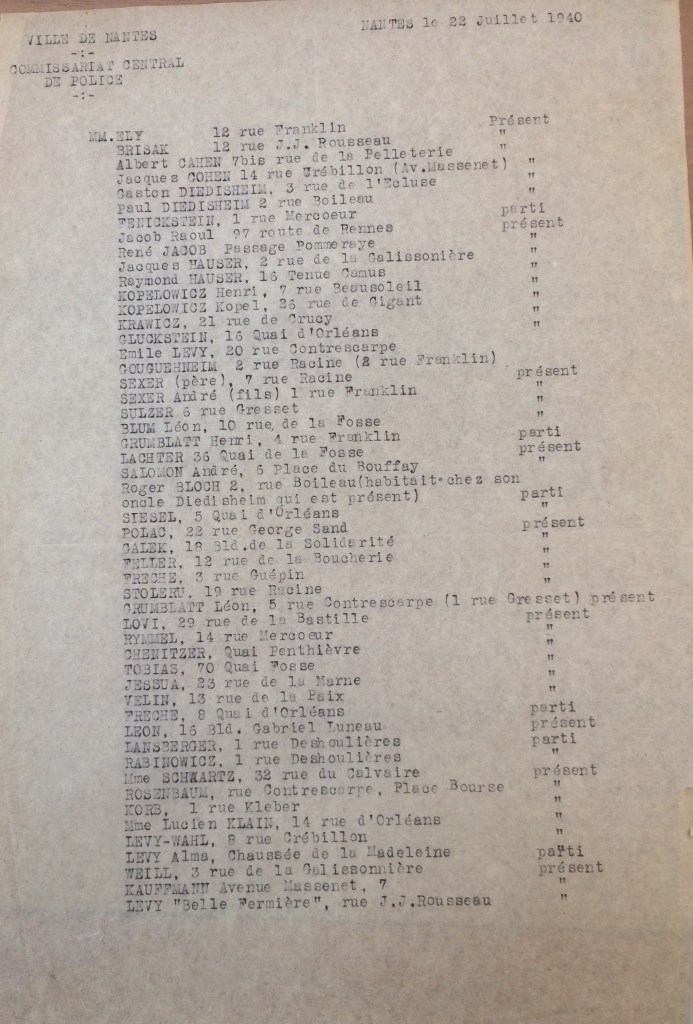 NANTES le 22 Juillet 1940
VILLE DE NANTES
-:-
COMMISSARIAT CENTRAL
DE POLICE
-:-
MM.ELY 12 rue Franklin Présent
BRISAK 12 rue J.J. Rousseau "
Albert CAHEN 7bis rue de la Pelleterie "
Jacques COHEN 14 rue Crébillon (Av.Massenet) "
Gaston DIEDISHEIM, 3 rue de l'Ecluse "
Paul DIEDISHEIM 2 rue Boileau "
FENICKSTEIN, 1 rue Mercoeur parti
Jacob Raoul 97 route de Rennes présent
René JACOB Passage Pommeraye "
Jacques HAUSER, 2 rue de la Galissonière "
Raymond HAUSER, 16 Tenue Camus "
KOPELOWICZ Henri, 7 rue Beausoleil "
KOPELOWICZ Kopel, 26 rue de Gigant "
KRAWICZ, 21 rue de Crucy "
GLUCKSTEIN, 16 Quai d'Orléans "
Emile LEVY, 20 rue Contrescarpe
GOUGUEHNEIM 2 rue Racine (2 rue Franklin)
SEXER (père), 7 rue Racine présent
SEXER André (fils) 1 rue Franklin "
SULZER 6 rue Gresset "
BLUM Léon, 10 rue de la Fosse "
GRUMBLATT Henri, 4 rue Franklin parti
LACHTER 36 Quai de la Fosse présent
SALOMON André, 6 Place du Bouffay "
Roger BLOCH 2, rue Boileau(habitait chez son
oncle Diedisheim qui est présent) parti
SIESEL, 5 Quai d'Orléans "
POLAC, 22 rue George Sand présent
CALEK, 18 Bld.de la Solidarité "
FELLER, 12 rue de la Boucherie "
FRECHE, 3 rue Guépin "
STOLERU, 19 rue Racine "
GRUMBLATT Léon, 5 rue Contrescarpe (1 rue Gresset) présent
LOVI, 29 rue de la Bastille présent
RYMMEL, 14 rue Mercoeur "
CHENITZER, Quai Penthièvre "
TOBIAS, 70 Quai Fosse "
JESSUA, 23 rue de la Marne "
VELIN, 13 rue de la Paix "
FRECHE, 8 Quai d'Orléans parti
LEON, 16 Bld. Gabriel Luneau présent
LANSBERGER, 1 rue Deshoulières parti
RABINOWICZ, 1 rue Deshoulières "
Mme SCHWARTZ, 32 rue du Calvaire présent
ROSENBAUM, rue Contrescarpe, Place Bourse "
KORB, 1 rue Kleber "
Mme Lucien KLAIN, 14 rue d'Orléans "
LEVY-WAHL, 8 rue Crébillon "
LEVY Alma, Chaussée de la Madeleine parti
WEILL, 3 rue de la Galissonnière présent
KAUFFMANN Avenue Massenet, 7 "
LEVY "Belle Fermière", rue J.J.Rousseau "